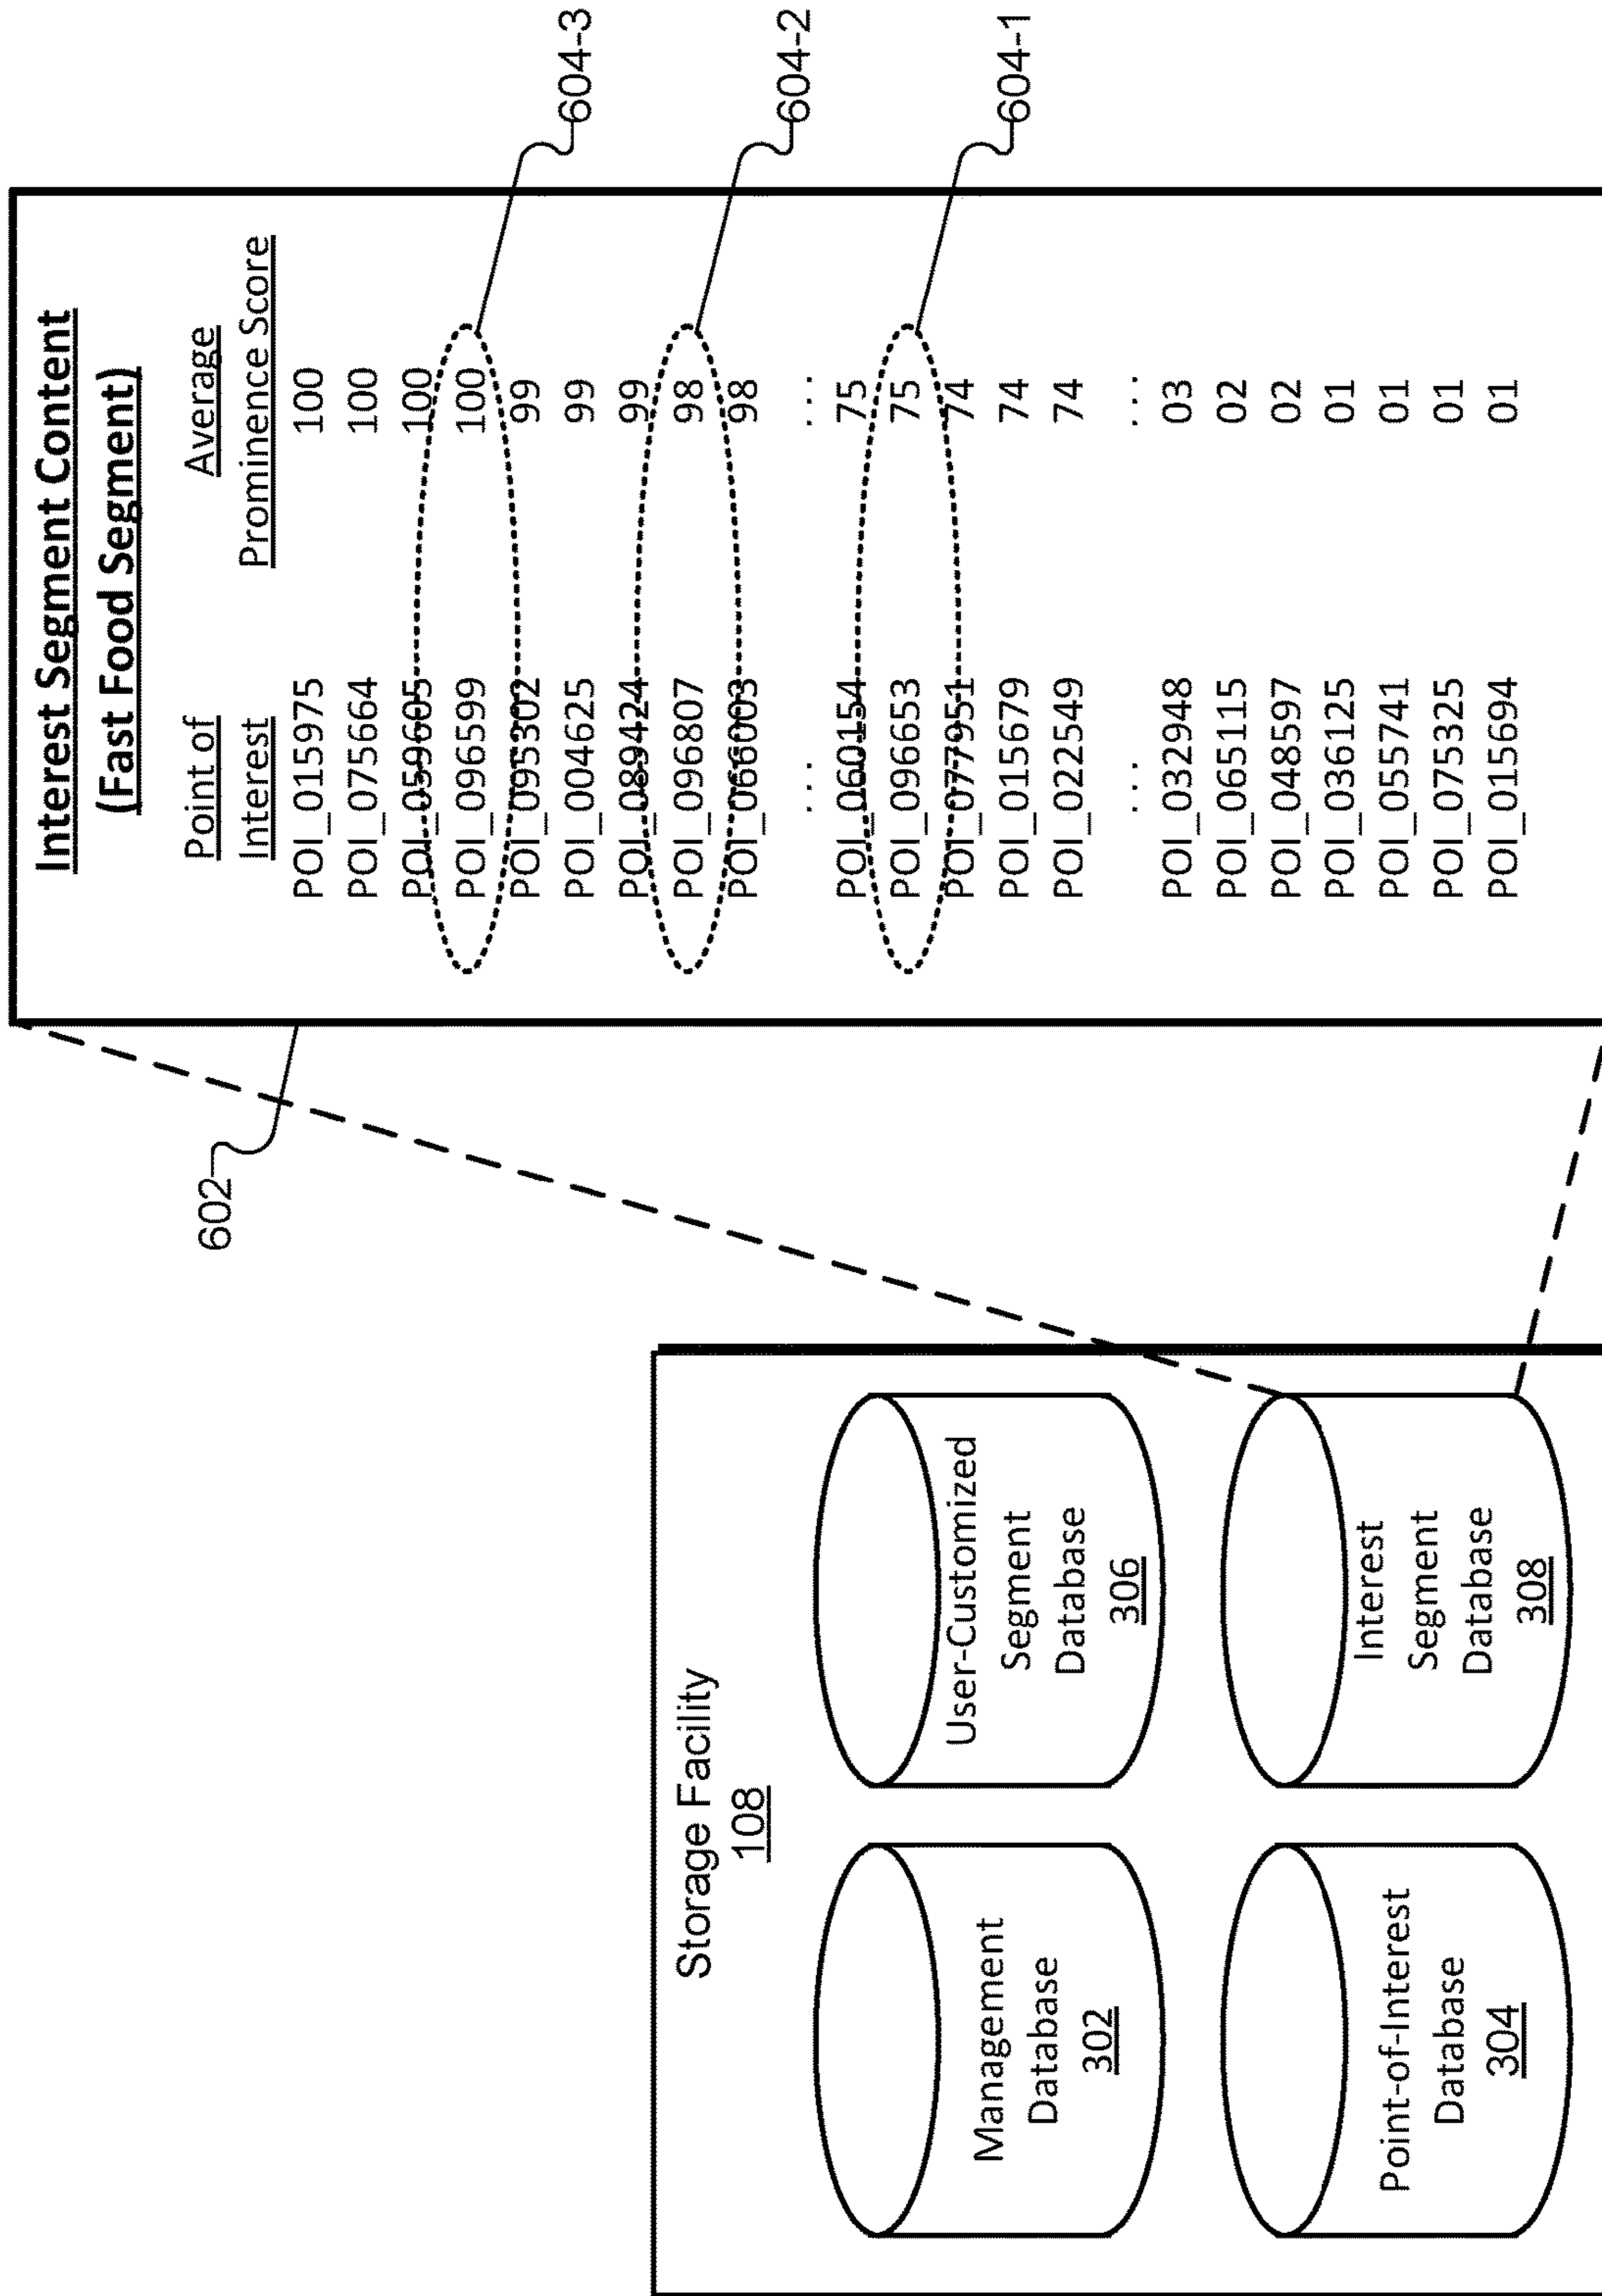 Storage Facility
108
Management
Database
302
User-Customized
Segment
Database
306
Point-of-Interest
Database
304
Interest
Segment
Database
308
602
Interest Segment Content
(Fast Food Segment)
Point of
Interest
Average
Prominence Score
POI_015975 100
POI_075664 100
POI_059605 100
POI_096599 100
POI_095302 99
POI_004625 99
POI_089424 99
POI_096807 98
POI_066003 98
... ...
POI_060154 75
POI_096653 75
POI_077951 74
POI_015679 74
POI_022549 74
... ...
POI_032948 03
POI_065115 02
POI_048597 02
POI_036125 01
POI_055741 01
POI_075325 01
POI_015694 01
604-3
604-2
604-1